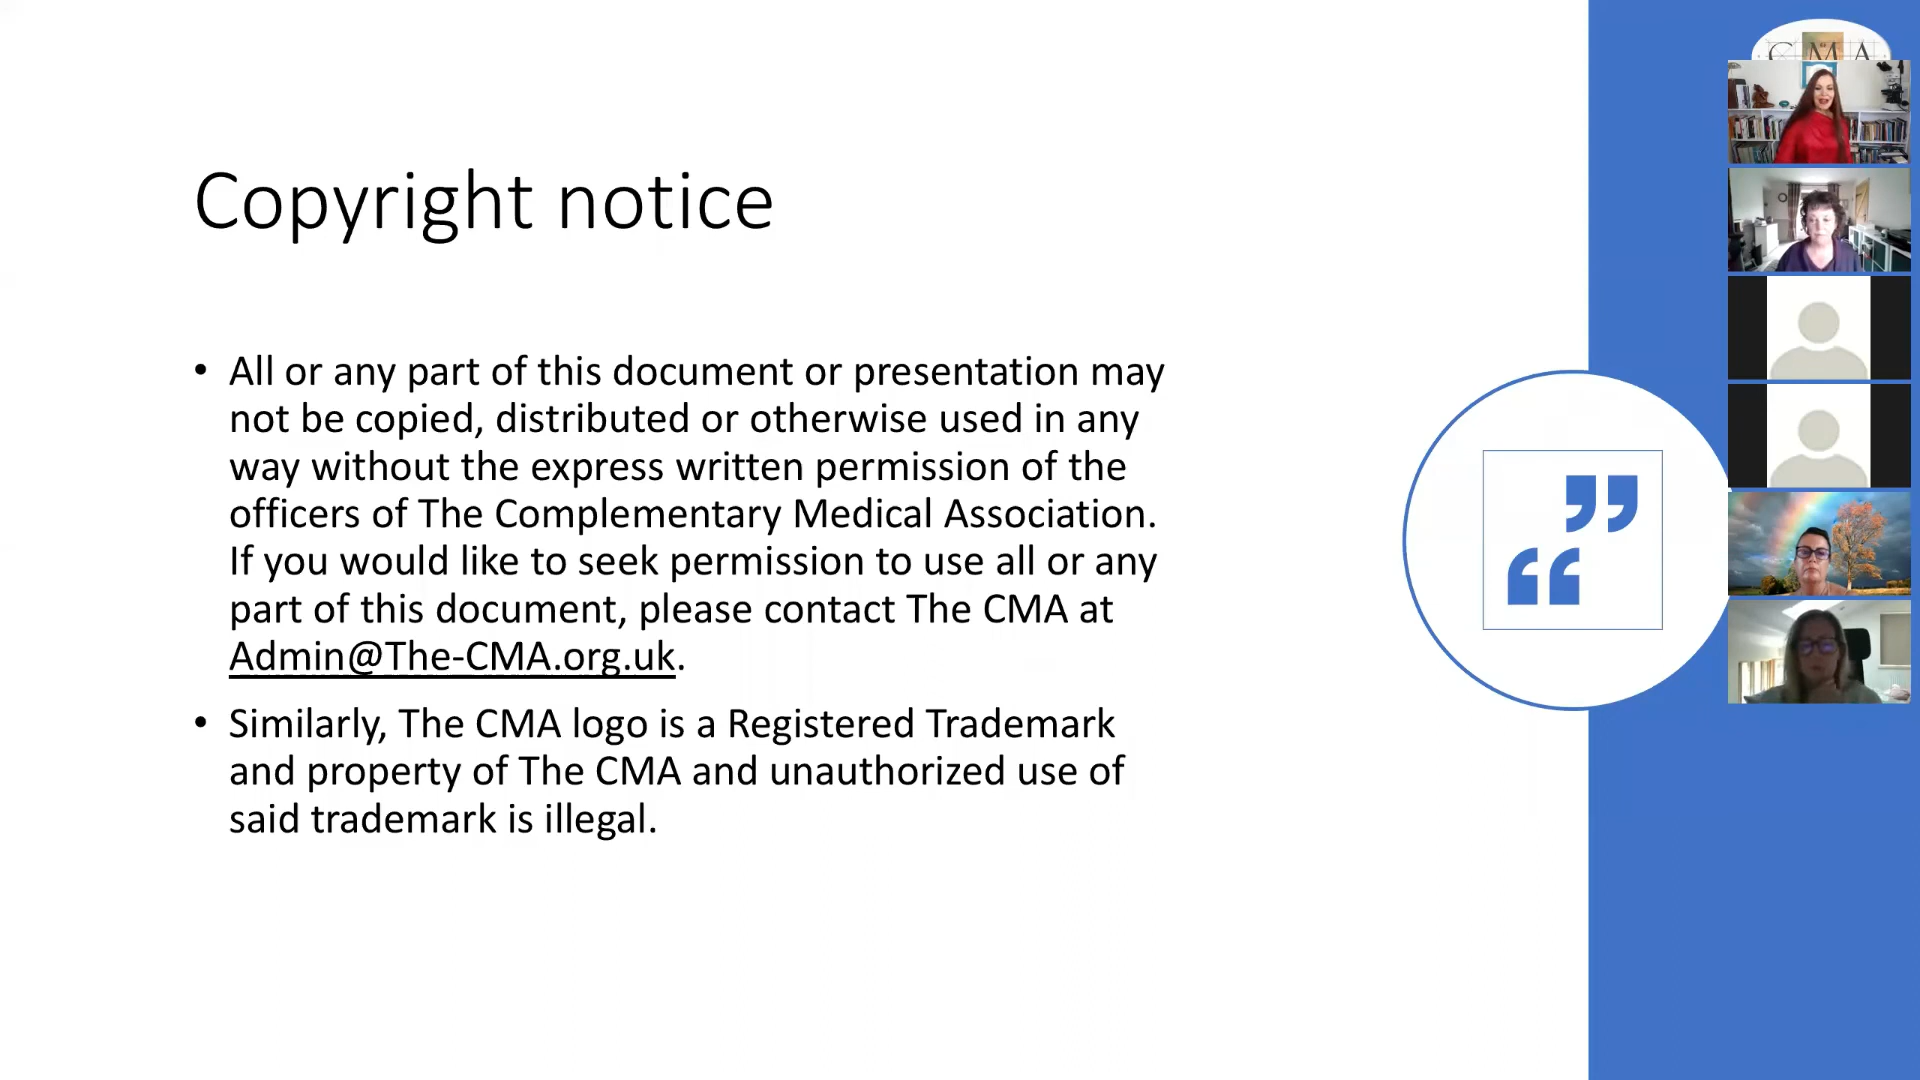 CMA
Copyright notice
• All or any part of this document or presentation may
not be copied, distributed or otherwise used in any
way without the express written permission of the
officers of The Complementary Medical Association.
If you would like to seek permission to use all or any
part of this document, please contact The CMA at
Admin@The-CMA.org.uk.
• Similarly, The CMA logo is a Registered Trademark
and property of The CMA and unauthorized use of
said trademark is illegal.